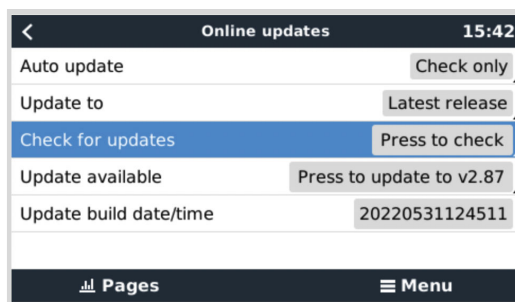 Online updates 15:42
Auto update Check only
Update to Latest release
Check for updates Press to check
Update available Press to update to v2.87
Update build date/time 20220531124511
Pages Menu